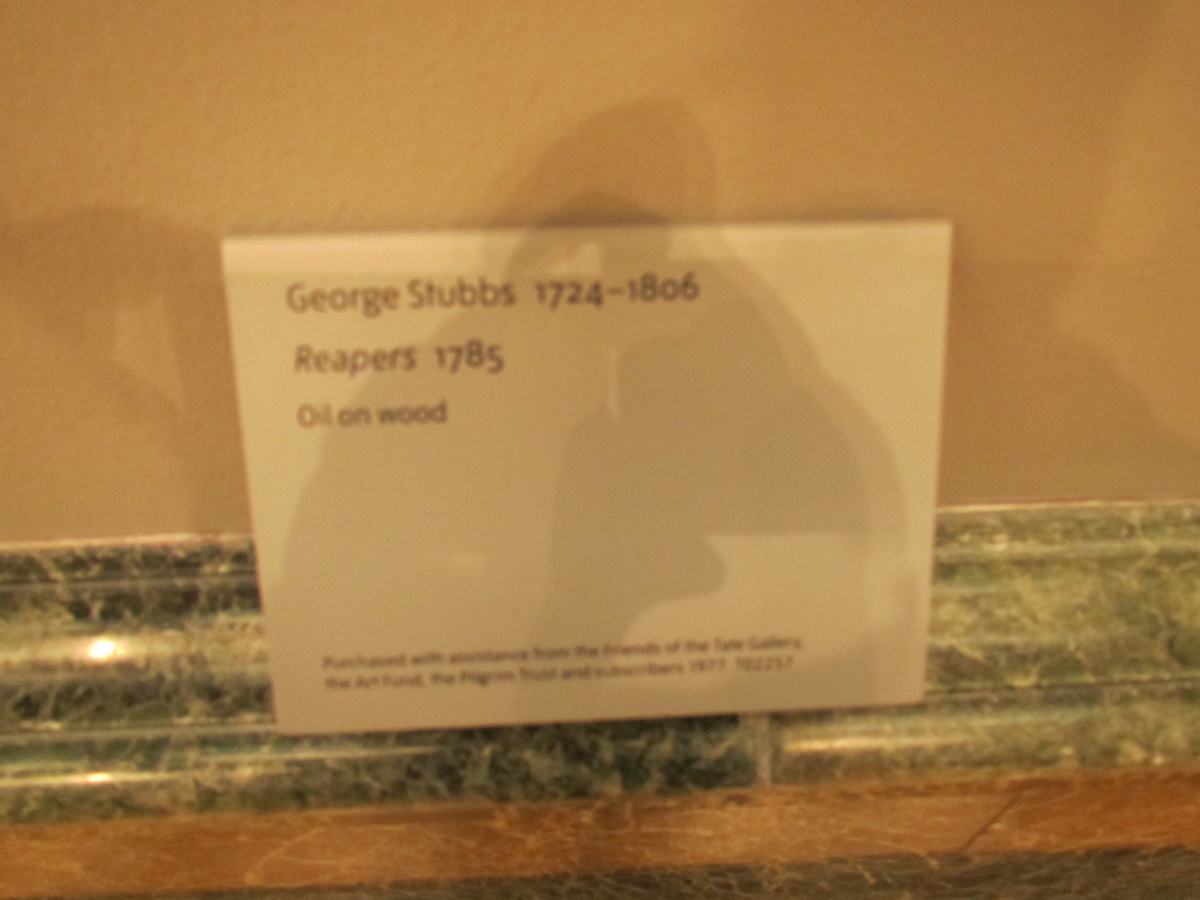 George Stubbs 1724–1806
Reapers 1785
Oil on wood
Purchased with assistance from the Friends of the Tate Gallery,
the Art Fund, the Pilgrim Trust and subscribers 1977 T02257